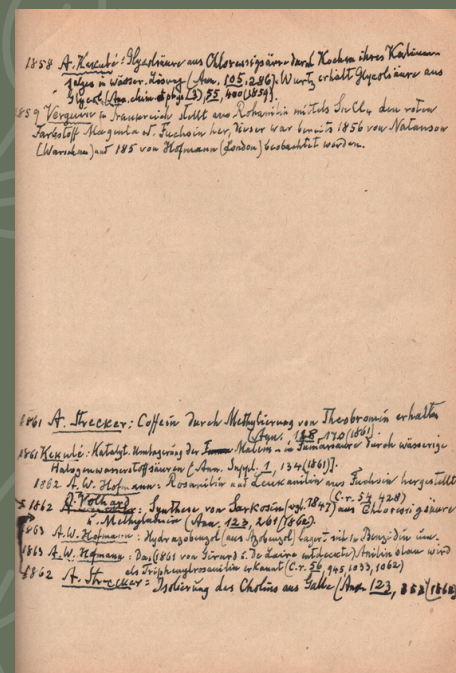 1858 A. Kekulé: Glycolsäure aus Chloressigsäure durch Kochen ihres Kalium-
salzes in wässer. Lösung (Ann. 105, 286). Wurtz erhält Glycolsäure aus
Glycol (Ann. chim et phys (3), 55, 400 (1859).
1859 Verguin in Frankreich stellt aus Rohanilin mittels SnCl4 den roten
Farbstoff Magenta od. Fuchsin her, dieser war bereits 1856 von Natanson
(Warschau) und 185 von Hofmann (London) beobachtet worden.
1861 A. Strecker: Coffein durch Methylierung von Theobromin erhalten
(Ann. 118, 170 (1861).
1861 Kekulé: Katalyt. Umlagerung der Malein- in Fumarsäure durch wässerige
Halogenwasserstoffsäuren (Ann. Suppl. 1, 134 (1861)].
1862 A. W. Hofmann: Rosanilin und Leukanilin aus Fuchsin hergestellt
(C.r. 54, 428)
1862 J. Volhard: Synthese von Sarkosin (vgl. 1847) aus Chloressigsäure
u. Methylamin (Ann. 123, 261 (1862).
1863 A.W. Hofmann: Hydrazobenzol (aus Azobenzol) lagert sich in Benzidin um.
1863 A.W. Hofmann: Das (1861 von Girard u. De Laire entdeckte) Anilinblau wird
als Triphenylrosanilin erkannt (C.r. 56, 945, 1033, 1062)
1862 A. Strecker: Isolierung des Cholins aus Galle (Ann. 123, 353 (1862)